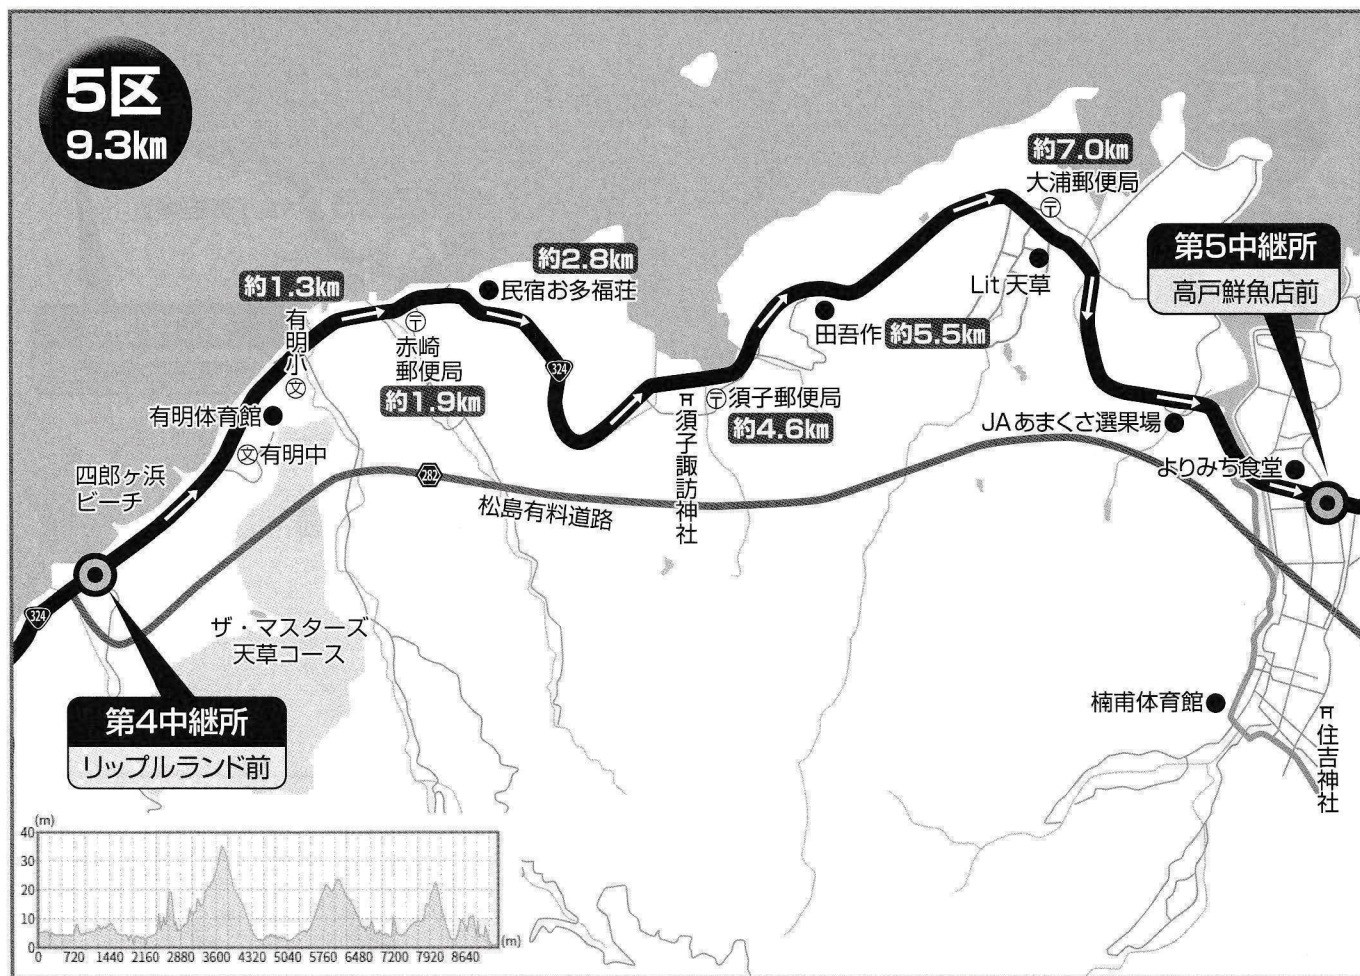 5区
9.3km
約7.0km
大浦郵便局
第5中継所
高戸鮮魚店前
約2.8km
民宿お多福荘
約1.3km
有明小
赤崎
郵便局
約1.9km
Lit天草
田吾作
約5.5km
324
須子郵便局
約4.6km
須子諏訪神社
有明体育館
有明中
JAあまくさ選果場
四郎ヶ浜
ビーチ
282
松島有料道路
よりみち食堂
324
ザ・マスターズ
天草コース
第4中継所
リップルランド前
楠甫体育館
住吉神社
(m)
40
30
20
10
0
0 720 1440 2160 2880 3600 4320 5040 5760 6480 7200 7920 8640
(m)